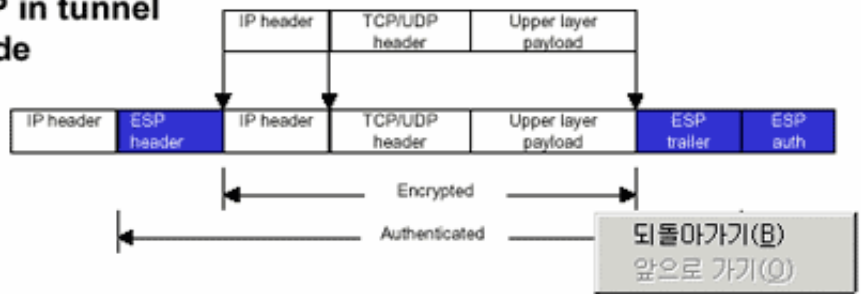 in tunnel
IP header TCP/UDP header Upper layer payload
IP header ESP header IP header TCP/UDP header Upper layer payload ESP trailer ESP auth
Encrypted
Authenticated
되돌아가기(B)
앞으로 가기(O)